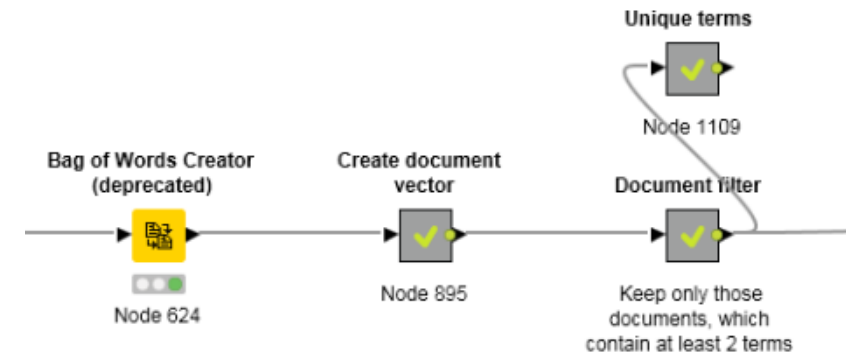 Unique terms
Node 1109
Bag of Words Creator
(deprecated)
Node 624
Create document
vector
Node 895
Document filter
Keep only those
documents, which
contain at least 2 terms